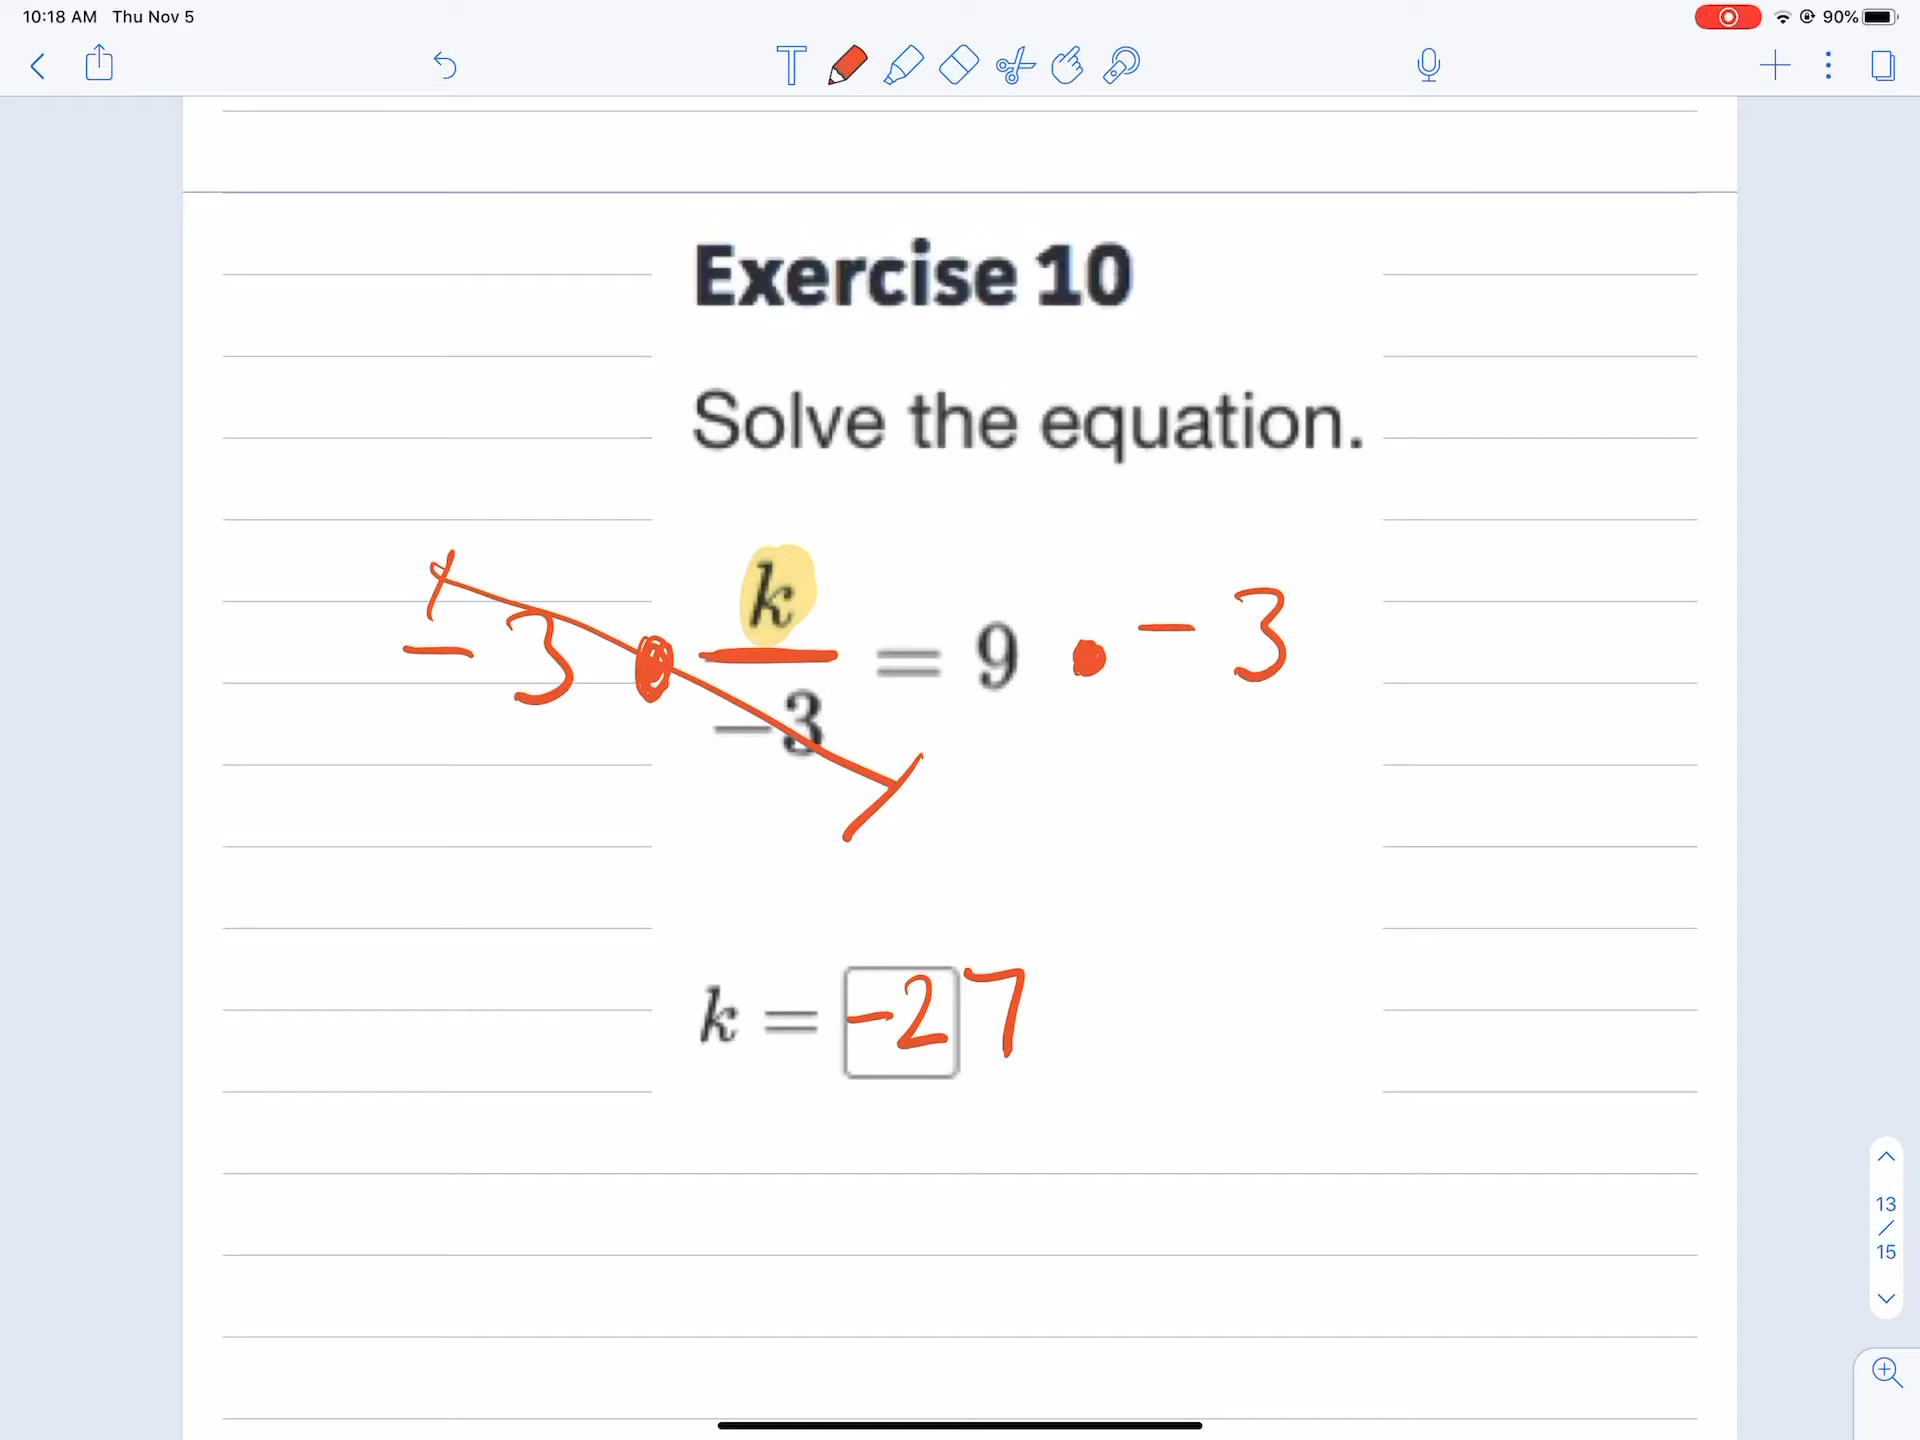 10:18 AM Thu Nov 5 90%
T
Exercise 10
Solve the equation.
-3 • k/-3 = 9 • -3
k = -27
13
/
15